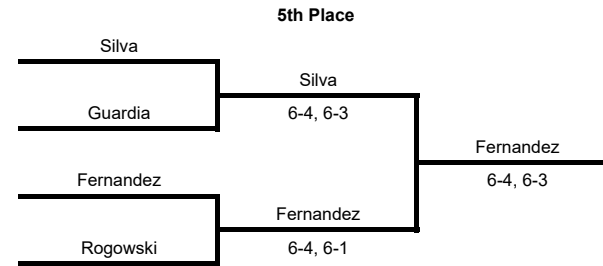 5th Place
Silva
Silva
Guardia
6-4, 6-3
Fernandez
Fernandez
6-4, 6-3
Fernandez
Rogowski
6-4, 6-1